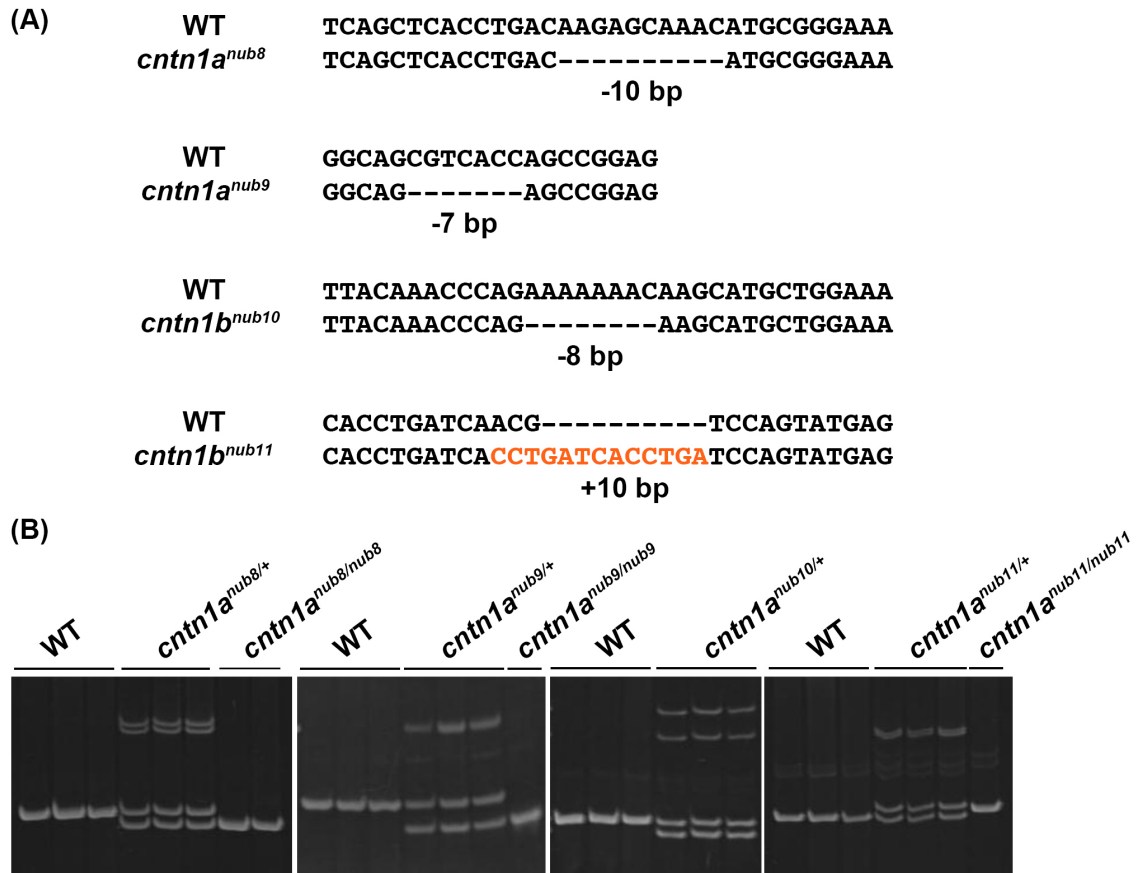 (A)
WT TCAGCTCACCTGACAAGAGCAAACATGCGGGAAA
cntn1a^nub8 TCAGCTCACCTGAC----------ATGCGGGAAA
-10 bp
WT GGCAGCGTCACCAGCCGGAG
cntn1a^nub9 GGCAG-------AGCCGGAG
-7 bp
WT TTACAAACCCAGAAAAAAACAAGCATGCTGGAAA
cntn1b^nub10 TTACAAACCCAG--------AAGCATGCTGGAAA
-8 bp
WT CACCTGATCAACG----------TCCAGTATGAG
cntn1b^nub11 CACCTGATCACCTGATCACCTGATCCAGTATGAG
+10 bp
(B)
WT cntn1a^nub8/+ cntn1a^nub8/nub8 WT cntn1a^nub9/+ cntn1a^nub9/nub9 WT cntn1a^nub10/+ WT cntn1a^nub11/+ cntn1a^nub11/nub11